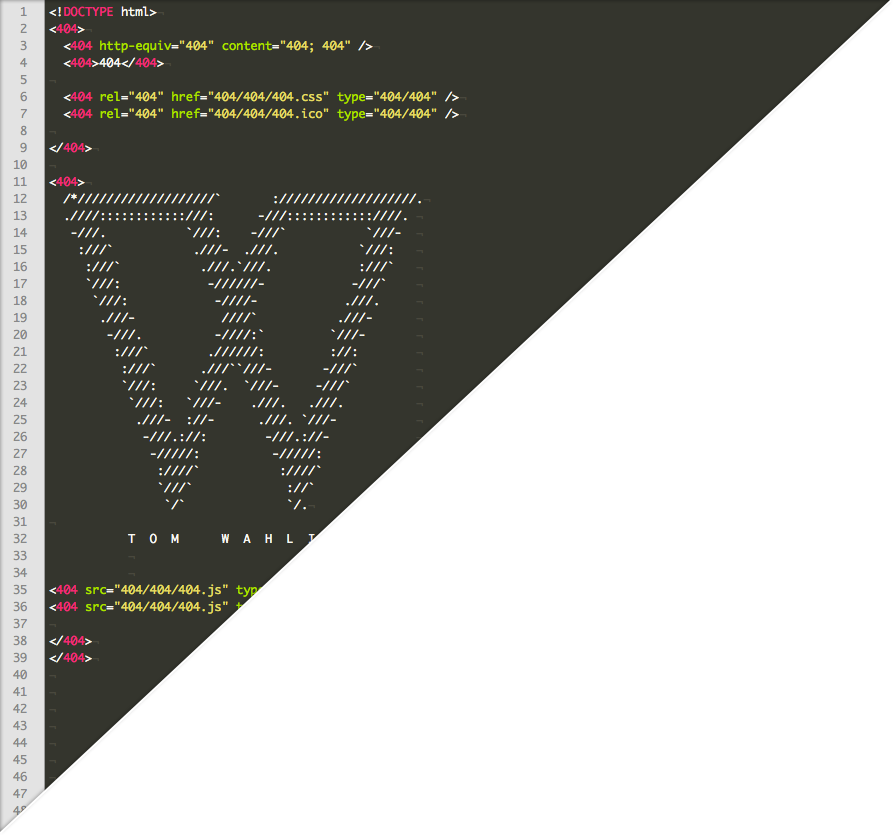 1 <!DOCTYPE html>
2 <404>
3 <404 http-equiv="404" content="404; 404" />
4 <404>404</404>
5
6 <404 rel="404" href="404/404/404.css" type="404/404" />
7 <404 rel="404" href="404/404/404.ico" type="404/404" />
8
9 </404>
10
11 <404>
12 /*///////////////////` ://///////////////////.
13 .////::::::::::::///: -///::::::::::::////.
14 -///. `///: -///` `///-
15 :///` .///- .///. `///:
16 :///` .///.`///. :///`
17 `///: -//////- -///`
18 `///: -////- .///.
19 .///- ////` .///-
20 -///. -////:` `///-
21 :///` .//////: ://:
22 :///` .///``///- -///`
23 `///: `///. `///- -///`
24 `///: `///- .///. .///.
25 .///- ://- .///. `///-
26 -///.://: -///.://-
27 -/////: -/////:
28 :////` :////`
29 `///` ://`
30 `/` `/.
31
32 T O M W A H L I
33
34
35 <404 src="404/404/404.js" type
36 <404 src="404/404/404.js" t
37
38 </404>
39 </404>
40
41
42
43
44
45
46
47
48